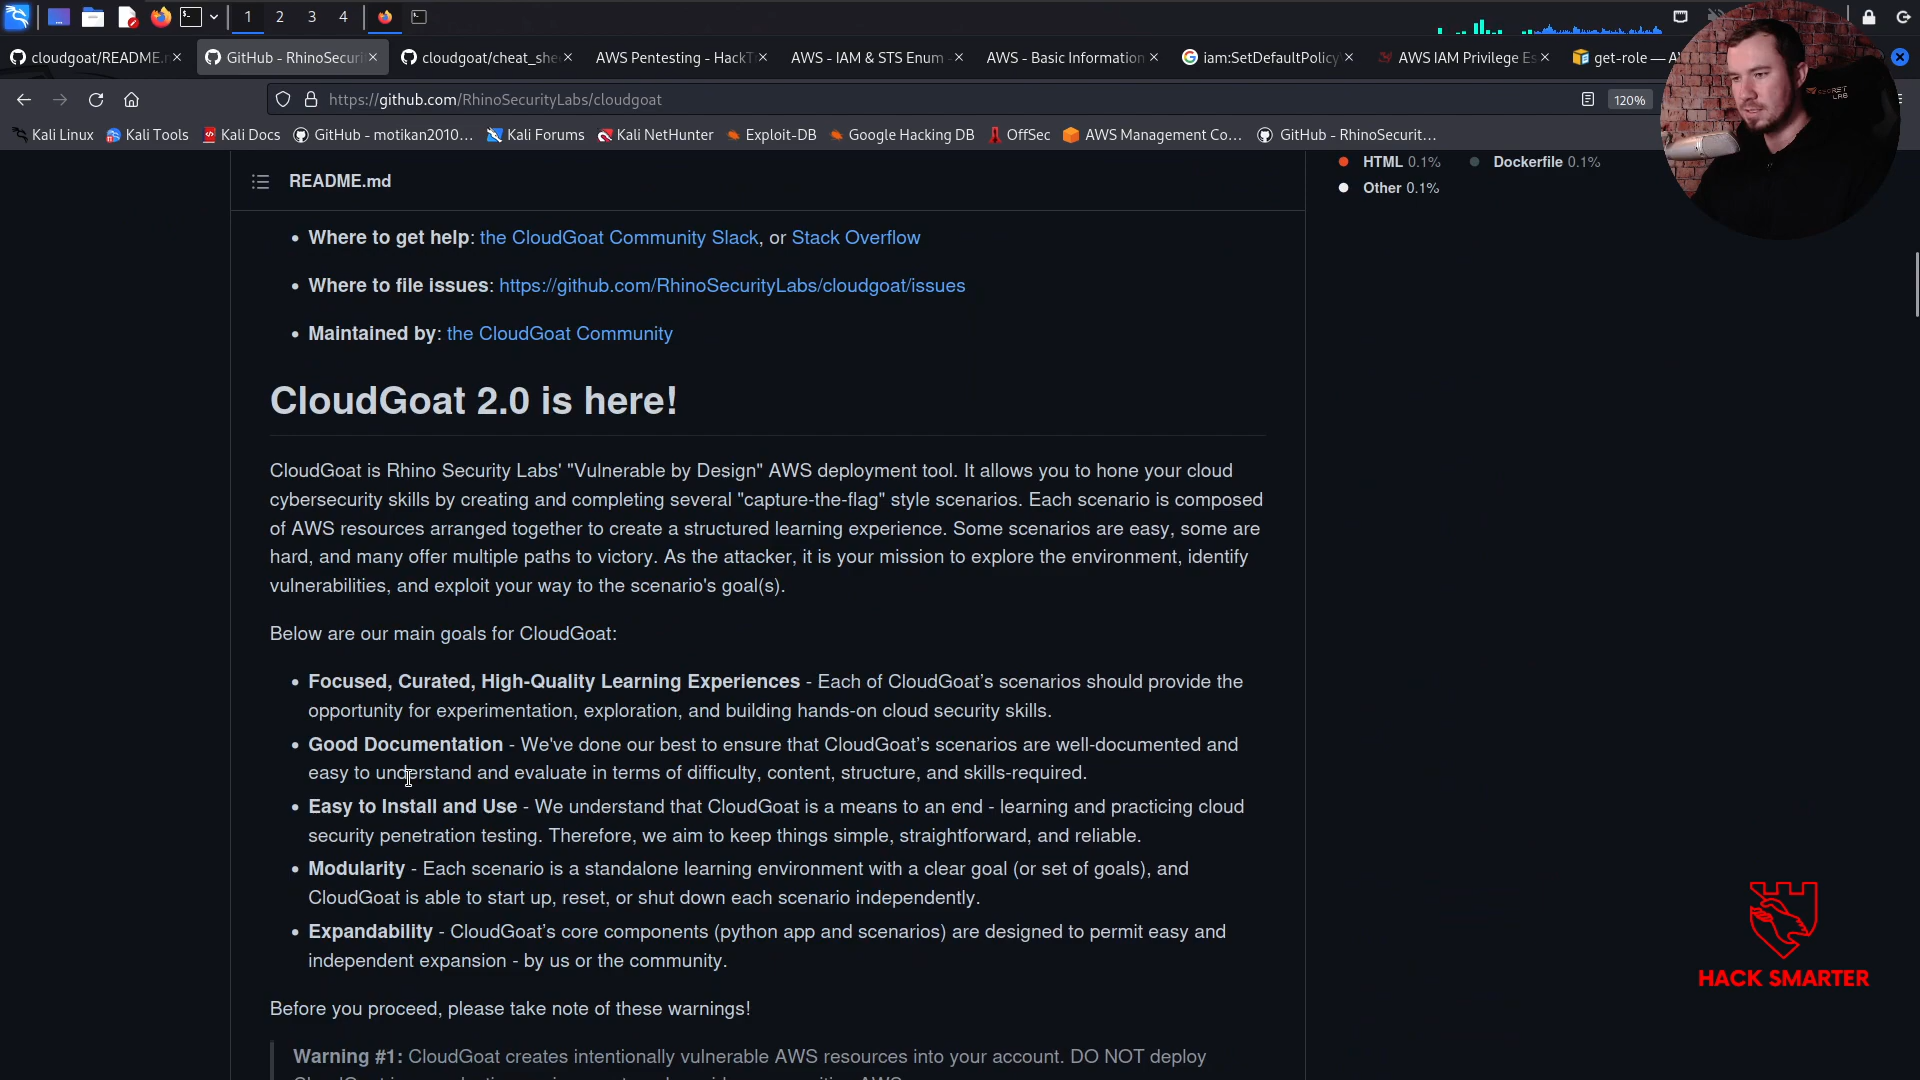 1 2 3 4
cloudgoat/README.r
GitHub - RhinoSecuri
cloudgoat/cheat_she
AWS Pentesting - HackT
AWS - IAM & STS Enum -
AWS - Basic Information
iam:SetDefaultPolicy
AWS IAM Privilege Es
get-role — A
https://github.com/RhinoSecurityLabs/cloudgoat
120%
Kali Linux
Kali Tools
Kali Docs
GitHub - motikan2010…
Kali Forums
Kali NetHunter
Exploit-DB
Google Hacking DB
OffSec
AWS Management Co…
GitHub - RhinoSecurit…
HTML 0.1% Dockerfile 0.1%
Other 0.1%
SECRET
LAB
README.md
• Where to get help: the CloudGoat Community Slack, or Stack Overflow
• Where to file issues: https://github.com/RhinoSecurityLabs/cloudgoat/issues
• Maintained by: the CloudGoat Community
CloudGoat 2.0 is here!
CloudGoat is Rhino Security Labs' "Vulnerable by Design" AWS deployment tool. It allows you to hone your cloud
cybersecurity skills by creating and completing several "capture-the-flag" style scenarios. Each scenario is composed
of AWS resources arranged together to create a structured learning experience. Some scenarios are easy, some are
hard, and many offer multiple paths to victory. As the attacker, it is your mission to explore the environment, identify
vulnerabilities, and exploit your way to the scenario's goal(s).
Below are our main goals for CloudGoat:
• Focused, Curated, High-Quality Learning Experiences - Each of CloudGoat’s scenarios should provide the
opportunity for experimentation, exploration, and building hands-on cloud security skills.
• Good Documentation - We've done our best to ensure that CloudGoat’s scenarios are well-documented and
easy to understand and evaluate in terms of difficulty, content, structure, and skills-required.
• Easy to Install and Use - We understand that CloudGoat is a means to an end - learning and practicing cloud
security penetration testing. Therefore, we aim to keep things simple, straightforward, and reliable.
• Modularity - Each scenario is a standalone learning environment with a clear goal (or set of goals), and
CloudGoat is able to start up, reset, or shut down each scenario independently.
• Expandability - CloudGoat’s core components (python app and scenarios) are designed to permit easy and
independent expansion - by us or the community.
Before you proceed, please take note of these warnings!
Warning #1: CloudGoat creates intentionally vulnerable AWS resources into your account. DO NOT deploy
HACK SMARTER